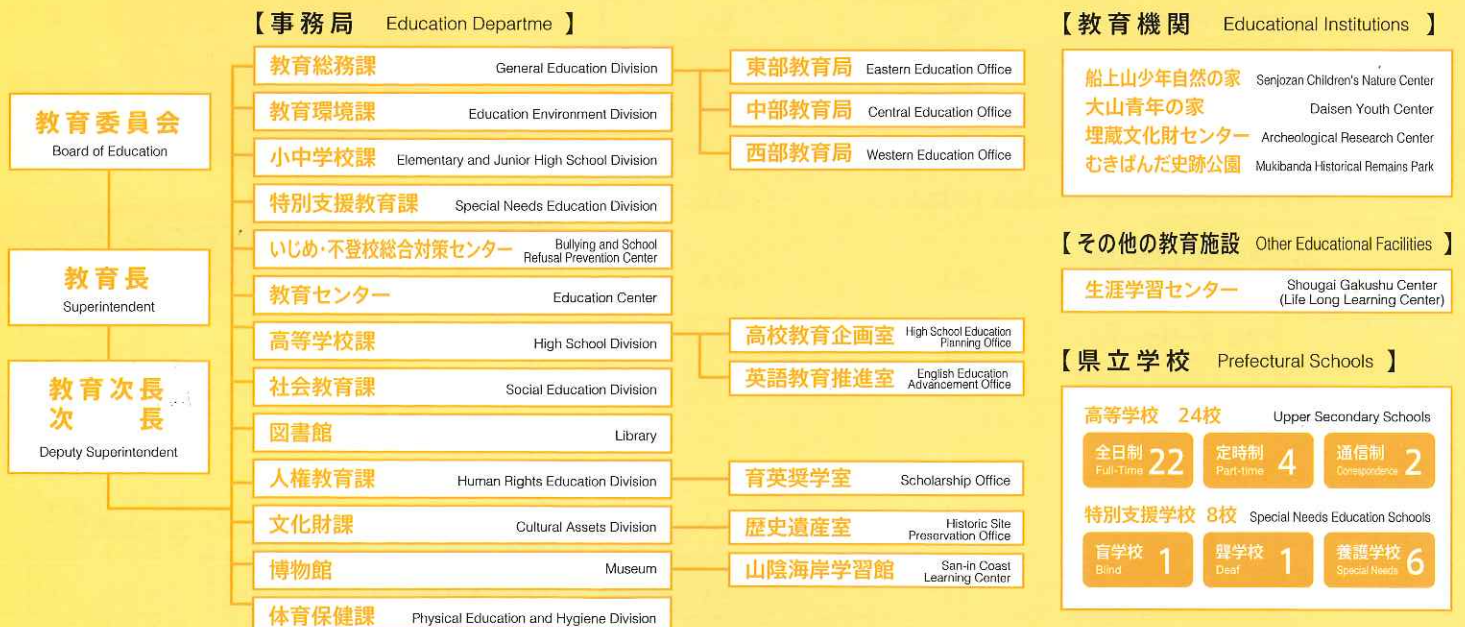 【事務局 Education Departme 】
教育委員会
Board of Education
教育長
Superintendent
教育次長
次長
Deputy Superintendent
教育総務課 General Education Division
教育環境課 Education Environment Division
小中学校課 Elementary and Junior High School Division
特別支援教育課 Special Needs Education Division
いじめ・不登校総合対策センター Bullying and School
Refusal Prevention Center
教育センター Education Center
高等学校課 High School Division
社会教育課 Social Education Division
図書館 Library
人権教育課 Human Rights Education Division
文化財課 Cultural Assets Division
博物館 Museum
体育保健課 Physical Education and Hygiene Division
東部教育局 Eastern Education Office
中部教育局 Central Education Office
西部教育局 Western Education Office
高校教育企画室 High School Education
Planning Office
英語教育推進室 English Education
Advancement Office
育英奨学室 Scholarship Office
歴史遺産室 Historic Site
Preservation Office
山陰海岸学習館 San-in Coast
Learning Center
【教育機関 Educational Institutions 】
船上山少年自然の家 Senjozan Children's Nature Center
大山青年の家 Daisen Youth Center
埋蔵文化財センター Archeological Research Center
むきばんだ史跡公園 Mukibanda Historical Remains Park
【その他の教育施設 Other Educational Facilities 】
生涯学習センター Shougai Gakushu Center
(Life Long Learning Center)
【県立学校 Prefectural Schools 】
高等学校 24校 Upper Secondary Schools
全日制 Full-Time 22
定時制 Part-time 4
通信制 Correspondence 2
特別支援学校 8校 Special Needs Education Schools
盲学校 Blind 1
聾学校 Deaf 1
養護学校 Special Needs 6